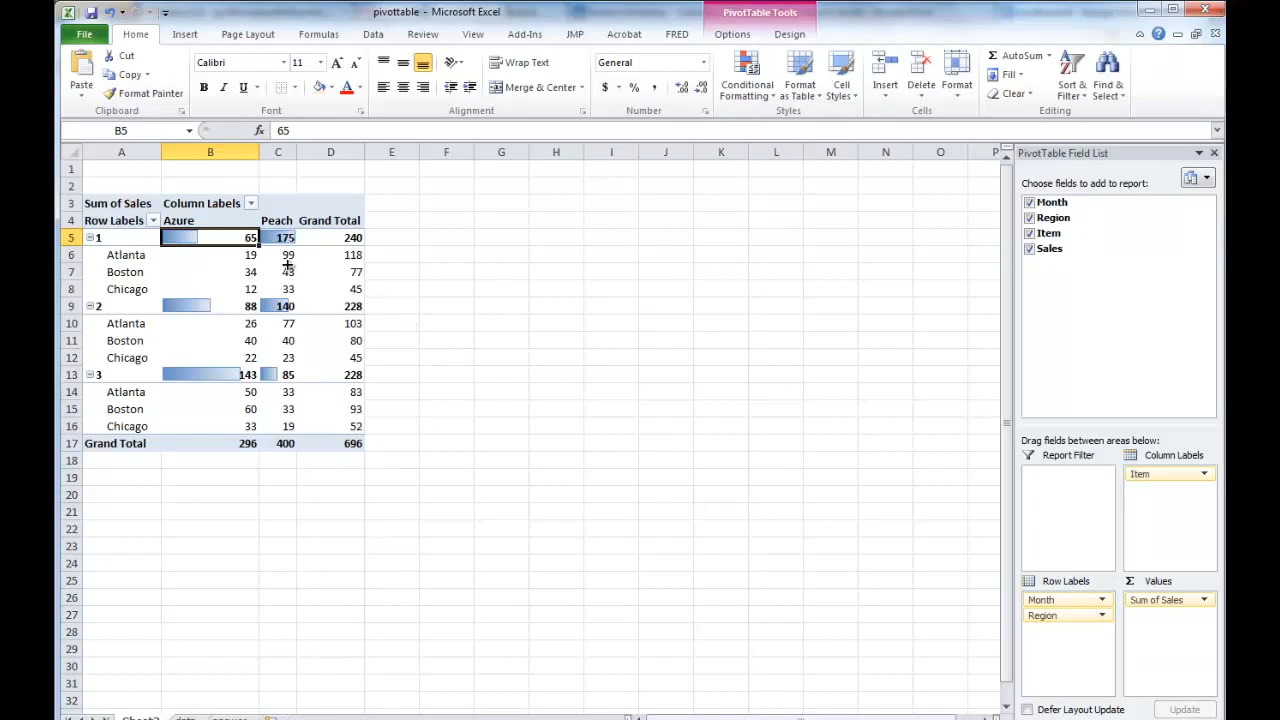 pivottable - Microsoft Excel
PivotTable Tools
File Home Insert Page Layout Formulas Data Review View Add-Ins JMP Acrobat FRED Options Design
Paste
Cut
Copy
Format Painter
Clipboard
Calibri 11
B I U A
Font
Wrap Text
Merge & Center
Alignment
General
$ % ,
Number
Conditional Formatting
Format as Table
Cell Styles
Styles
Insert
Delete
Format
Cells
AutoSum
Fill
Clear
Sort & Filter
Find & Select
Editing
B5 fx 65
A B C D E F G H I J K L M N O P
1
2
3 Sum of Sales Column Labels
4 Row Labels Azure Peach Grand Total
5 1 65 175 240
6 Atlanta 19 99 118
7 Boston 34 43 77
8 Chicago 12 33 45
9 2 88 140 228
10 Atlanta 26 77 103
11 Boston 40 40 80
12 Chicago 22 23 45
13 3 143 85 228
14 Atlanta 50 33 83
15 Boston 60 33 93
16 Chicago 33 19 52
17 Grand Total 296 400 696
18
19
20
21
22
23
24
25
26
27
28
29
30
31
32
PivotTable Field List
Choose fields to add to report:
Month
Region
Item
Sales
Drag fields between areas below:
Report Filter
Column Labels
Item
Row Labels
Σ Values
Month
Sum of Sales
Region
Defer Layout Update
Update